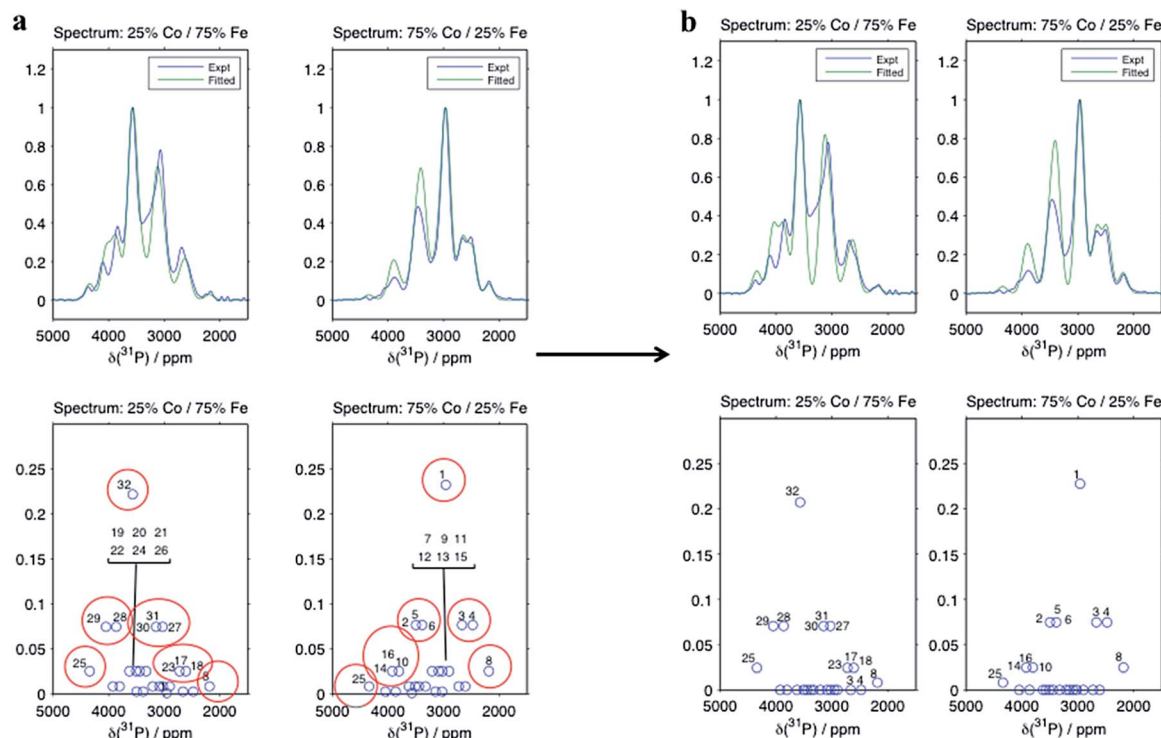 a
Spectrum: 25% Co / 75% Fe
1.2
1
0.8
0.6
0.4
0.2
0
Expt
Fitted
5000 4000 3000 2000
δ(³¹P) / ppm
Spectrum: 75% Co / 25% Fe
1.2
1
0.8
0.6
0.4
0.2
0
Expt
Fitted
5000 4000 3000 2000
δ(³¹P) / ppm
b
Spectrum: 25% Co / 75% Fe
1.2
1
0.8
0.6
0.4
0.2
0
Expt
Fitted
5000 4000 3000 2000
δ(³¹P) / ppm
Spectrum: 75% Co / 25% Fe
1.2
1
0.8
0.6
0.4
0.2
0
Expt
Fitted
5000 4000 3000 2000
δ(³¹P) / ppm
Spectrum: 25% Co / 75% Fe
0.25
0.2
0.15
0.1
0.05
0
32
19 20 21
22 24 26
29 28 31
30 27
25 23 17 18
8
5000 4000 3000 2000
δ(³¹P) / ppm
Spectrum: 75% Co / 25% Fe
0.25
0.2
0.15
0.1
0.05
0
1
7 9 11
12 13 15
5 3 4
2 6
16 8
14 10
25
5000 4000 3000 2000
δ(³¹P) / ppm
Spectrum: 25% Co / 75% Fe
0.25
0.2
0.15
0.1
0.05
0
32
29 28 31
30 27
25 17
23 18
3 4 8
5000 4000 3000 2000
δ(³¹P) / ppm
Spectrum: 75% Co / 25% Fe
0.25
0.2
0.15
0.1
0.05
0
1
5 3 4
2 6
16 8
14 10
25
5000 4000 3000 2000
δ(³¹P) / ppm